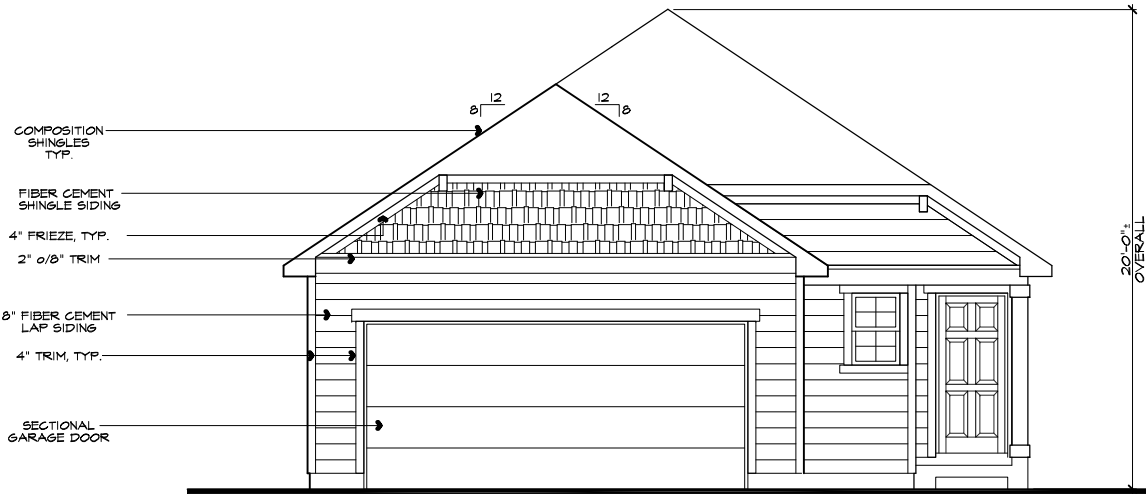 12
8
12
8
COMPOSITION
SHINGLES
TYP.
FIBER CEMENT
SHINGLE SIDING
4" FRIEZE, TYP.
2" o/8" TRIM
8" FIBER CEMENT
LAP SIDING
4" TRIM, TYP.
SECTIONAL
GARAGE DOOR
20'-0"±
OVERALL